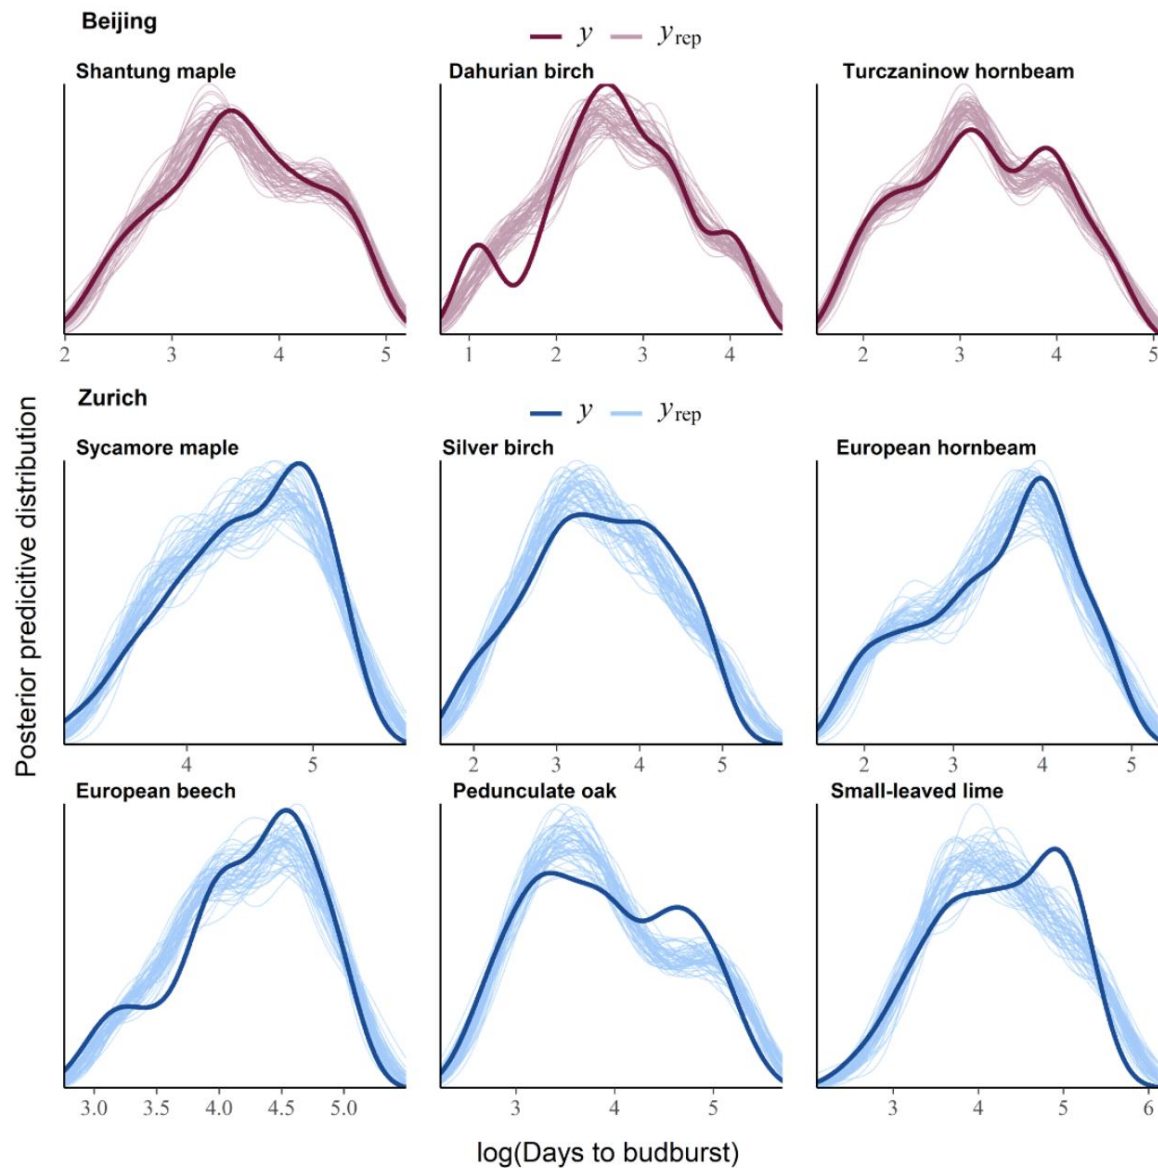 Beijing
y y_rep
Shantung maple Dahurian birch Turczaninow hornbeam
2 3 4 5 1 2 3 4 2 3 4 5
Zurich
y y_rep
Sycamore maple Silver birch European hornbeam
4 5 2 3 4 5 2 3 4 5
European beech Pedunculate oak Small-leaved lime
3.0 3.5 4.0 4.5 5.0 3 4 5 3 4 5 6
Posterior predicitive distribution
log(Days to budburst)